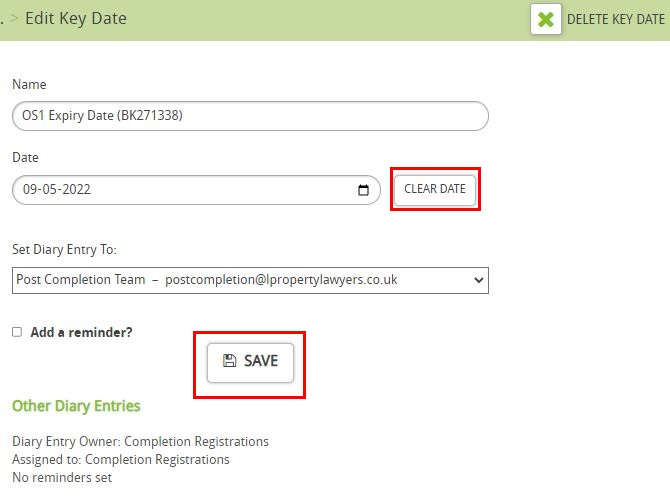 . > Edit Key Date
DELETE KEY DATE
Name
OS1 Expiry Date (BK271338)
Date
09-05-2022
CLEAR DATE
Set Diary Entry To:
Post Completion Team – postcompletion@lpropertylawyers.co.uk
Add a reminder?
SAVE
Other Diary Entries
Diary Entry Owner: Completion Registrations
Assigned to: Completion Registrations
No reminders set